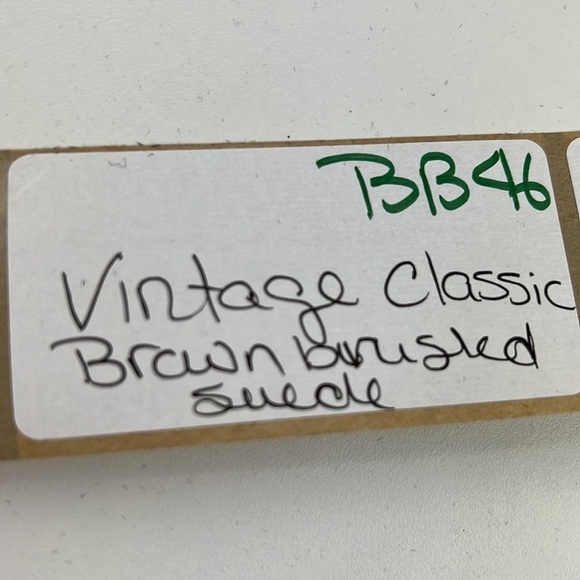 BB46
Vintage Classic
Brown brushed
suede